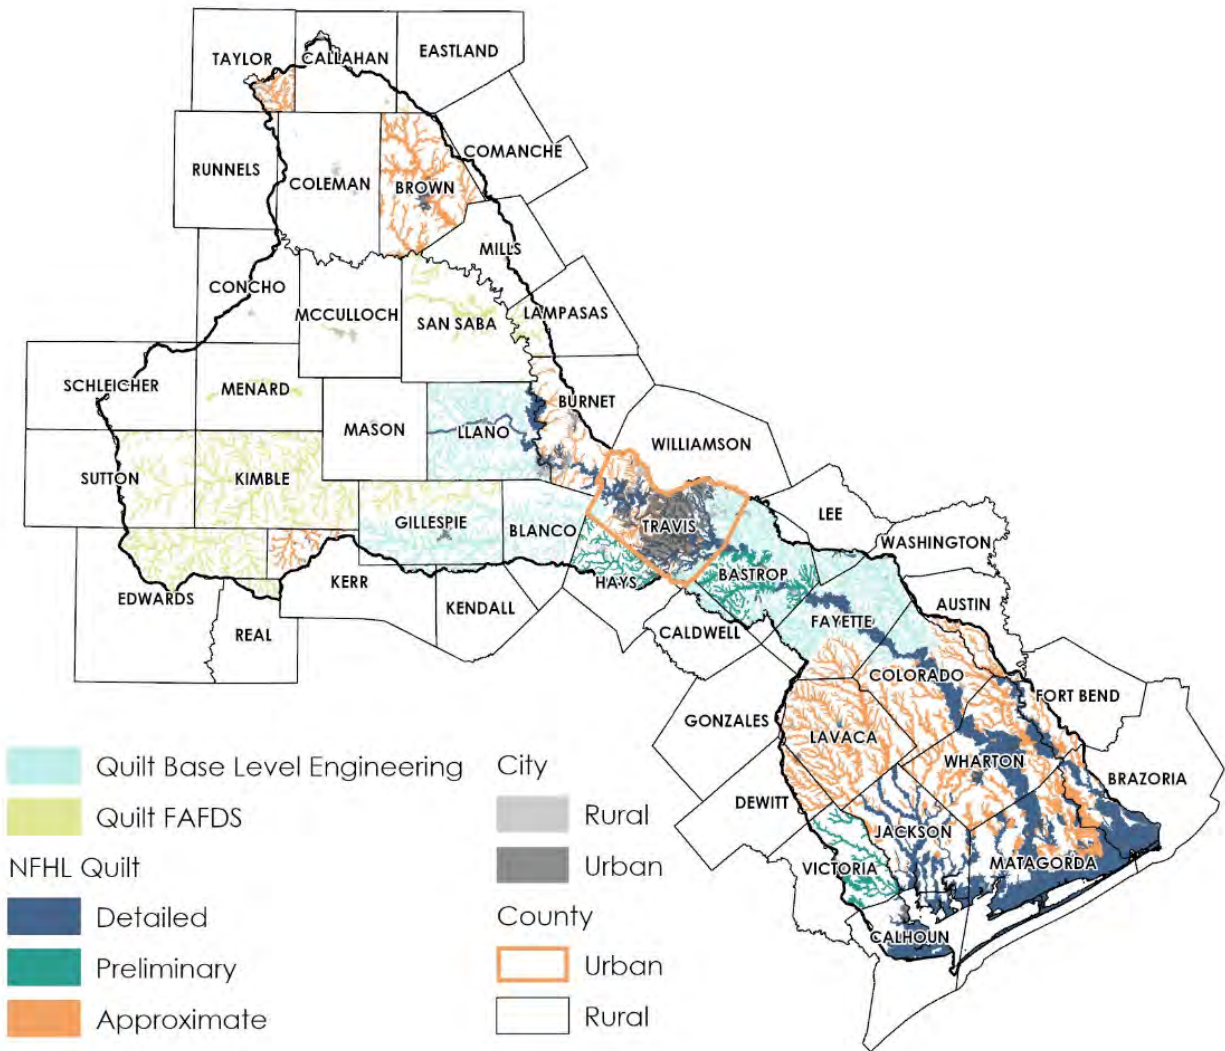 TAYLOR
CALLAHAN
EASTLAND
RUNNELS
COLEMAN
BROWN
COMANCHE
CONCHO
MCCULLOCH
SAN SABA
MILLS
LAMPASAS
SCHLEICHER
MENARD
MASON
LLANO
BURNET
WILLIAMSON
SUTTON
KIMBLE
GILLESPIE
BLANCO
TRAVIS
LEE
WASHINGTON
EDWARDS
REAL
KERR
KENDALL
HAYS
BASTROP
CALDWELL
FAYETTE
AUSTIN
GONZALES
LAVACA
COLORADO
FORT BEND
WHARTON
BRAZORIA
DEWITT
JACKSON
VICTORIA
MATAGORDA
CALHOUN
Quilt Base Level Engineering
Quilt FAFDS
NFHL Quilt
Detailed
Preliminary
Approximate
City
Rural
Urban
County
Urban
Rural